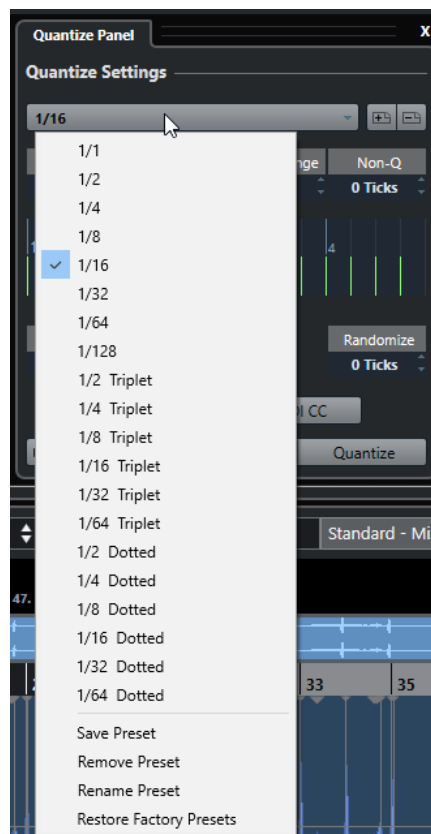 Quantize Panel
X
Quantize Settings
1/16
Non-Q
0 Ticks
4
Randomize
0 Ticks
Quantize
1/1
1/2
1/4
1/8
1/16
1/32
1/64
1/128
1/2 Triplet
1/4 Triplet
1/8 Triplet
1/16 Triplet
1/32 Triplet
1/64 Triplet
1/2 Dotted
1/4 Dotted
1/8 Dotted
1/16 Dotted
1/32 Dotted
1/64 Dotted
Save Preset
Remove Preset
Rename Preset
Restore Factory Presets
Standard - Mi
47.
33
35